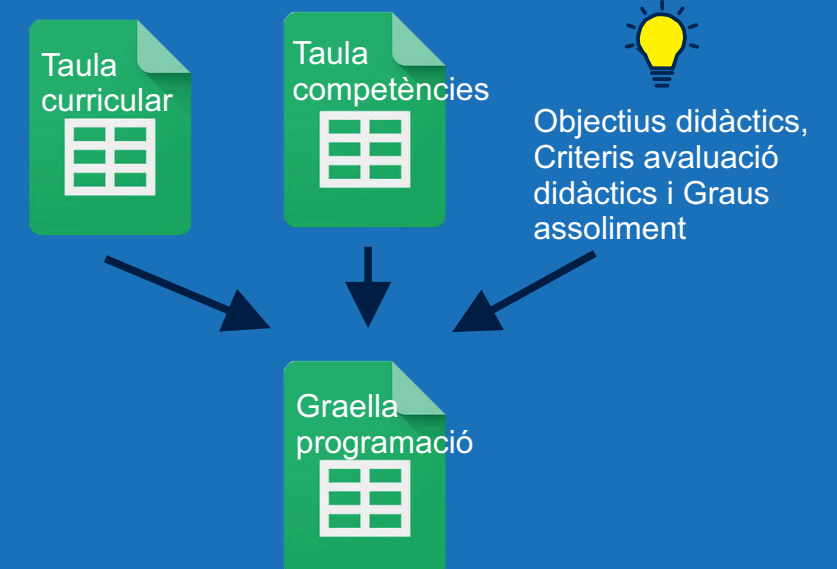 Taula
curricular
Taula
competències
Objectius didàctics,
Criteris avaluació
didàctics i Graus
assoliment
Graella
programació